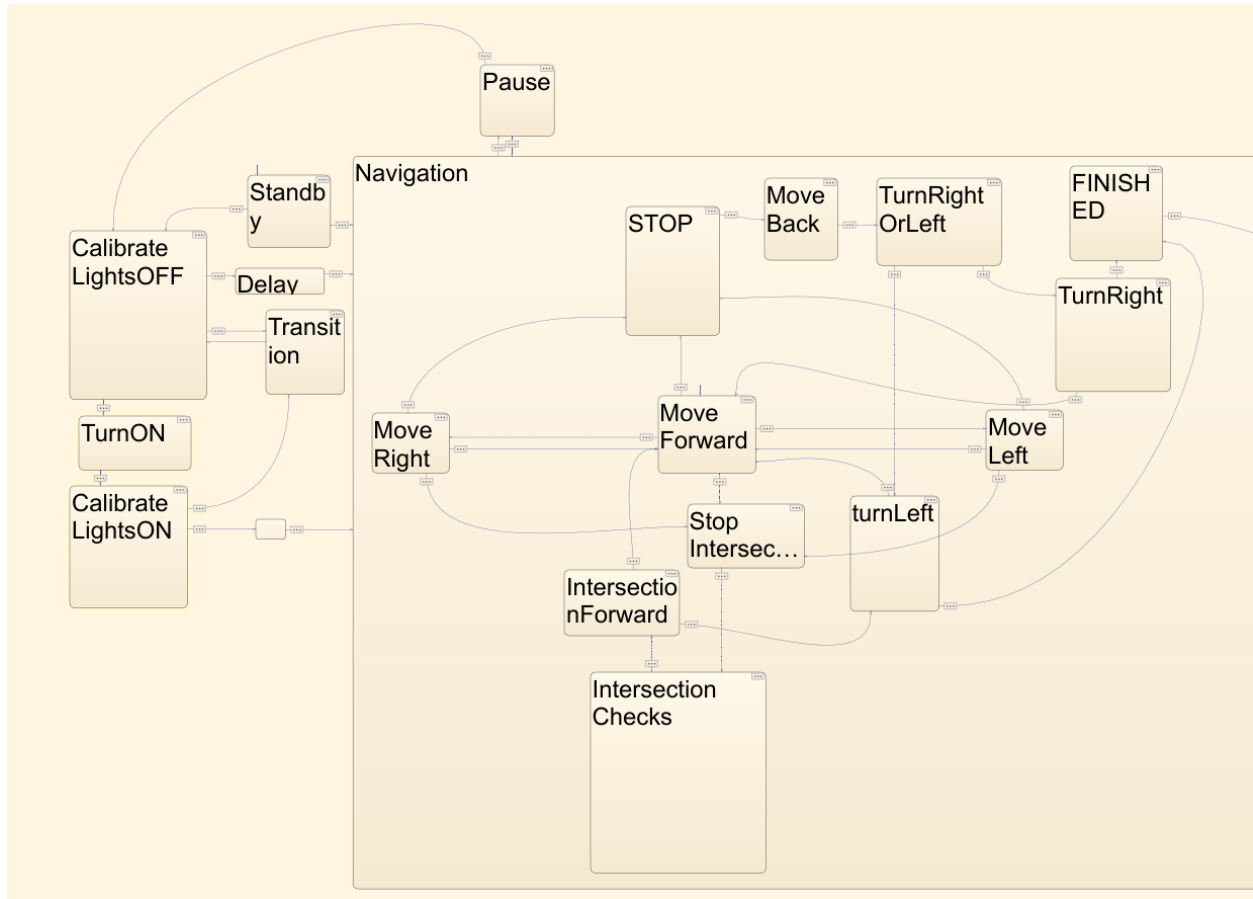 Pause
Navigation
Standb
y
Move
Back
TurnRight
OrLeft
FINISH
ED
STOP
Calibrate
LightsOFF
Delay
TurnRight
Transit
ion
Move
Right
Move
Forward
Move
Left
TurnON
Calibrate
LightsON
Stop
Intersec...
turnLeft
Intersectio
nForward
Intersection
Checks